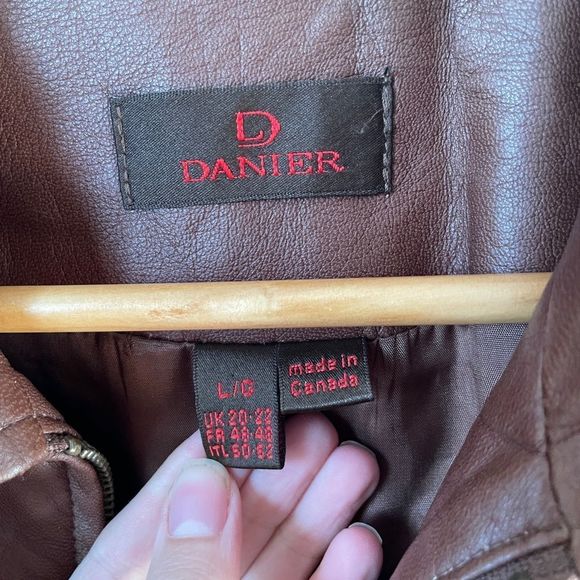 D
DANIER
L/G
made in
Canada
UK 20-22
FR 46-48
ITL 50-52